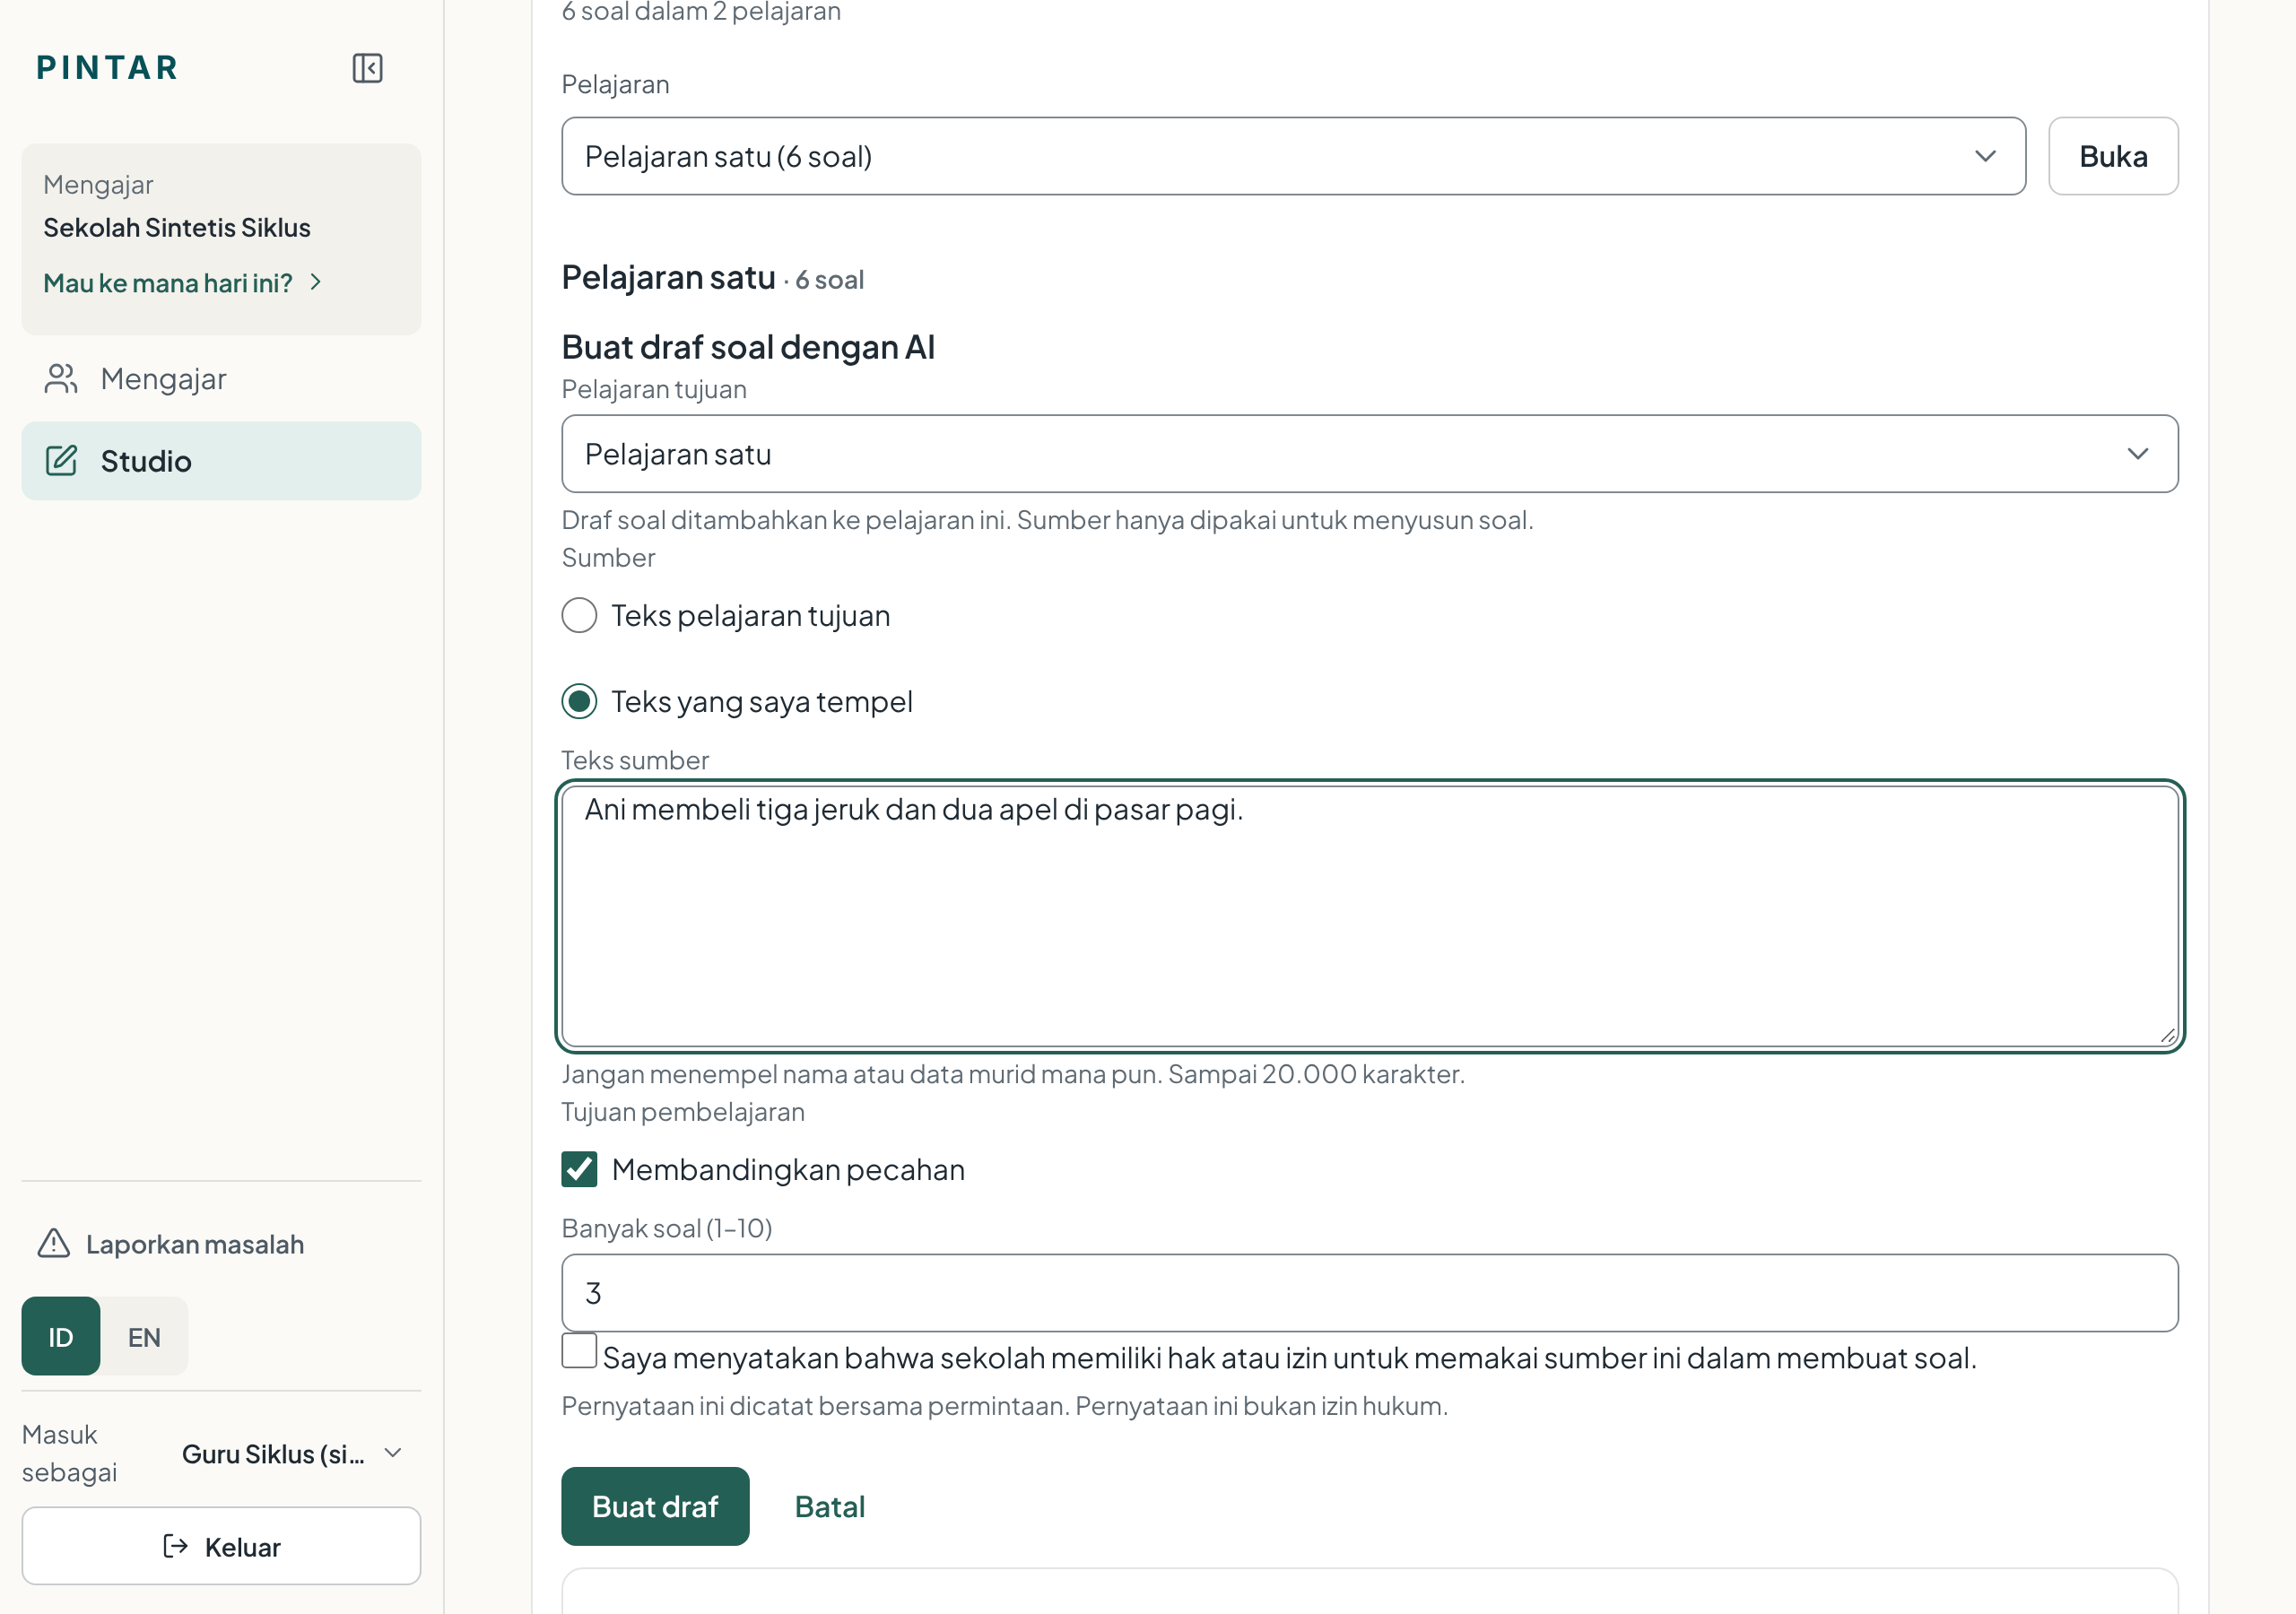 PINTAR
Mengajar
Sekolah Sintetis Siklus
Mau ke mana hari ini?
Mengajar
Studio
Laporkan masalah
ID
EN
Masuk sebagai
Guru Siklus (si...
Keluar
6 soal dalam 2 pelajaran
Pelajaran
Pelajaran satu (6 soal)
Buka
Pelajaran satu · 6 soal
Buat draf soal dengan AI
Pelajaran tujuan
Pelajaran satu
Draf soal ditambahkan ke pelajaran ini. Sumber hanya dipakai untuk menyusun soal.
Sumber
Teks pelajaran tujuan
Teks yang saya tempel
Teks sumber
Ani membeli tiga jeruk dan dua apel di pasar pagi.
Jangan menempel nama atau data murid mana pun. Sampai 20.000 karakter.
Tujuan pembelajaran
Membandingkan pecahan
Banyak soal (1–10)
3
Saya menyatakan bahwa sekolah memiliki hak atau izin untuk memakai sumber ini dalam membuat soal.
Pernyataan ini dicatat bersama permintaan. Pernyataan ini bukan izin hukum.
Buat draf
Batal